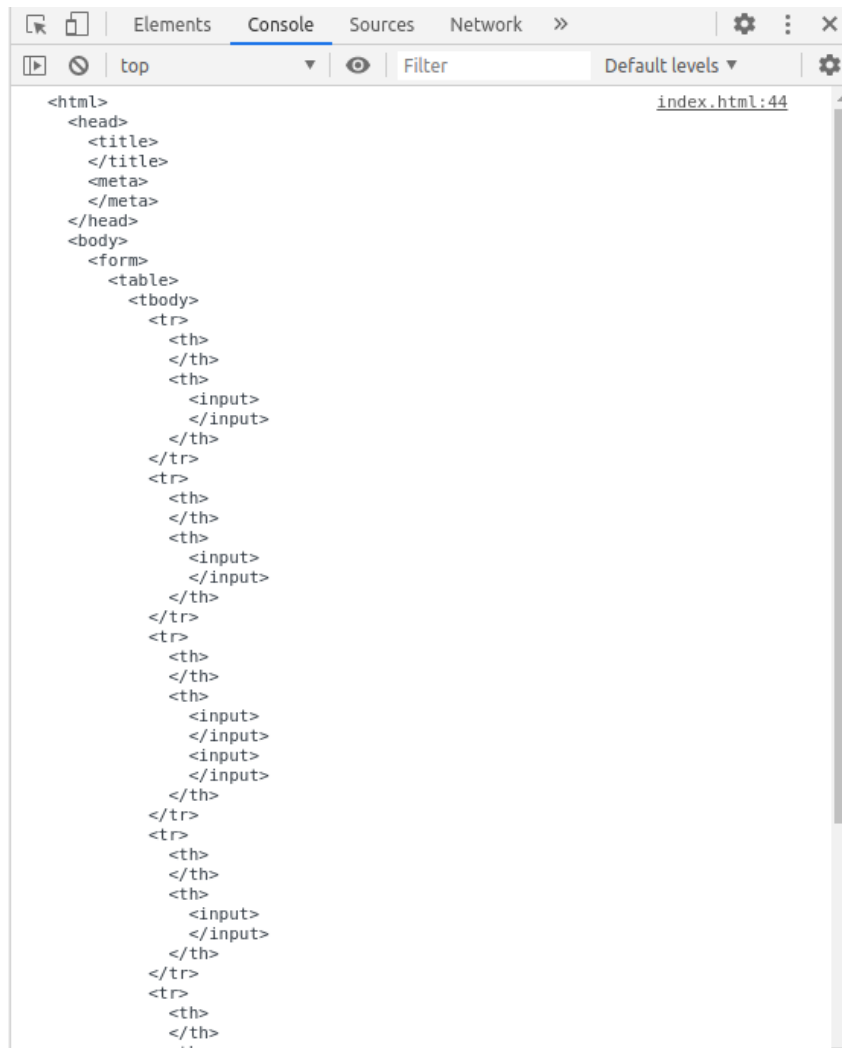 Elements Console Sources Network »
top ▼ Filter Default levels ▼
<html> index.html:44
<head>
<title>
</title>
<meta>
</meta>
</head>
<body>
<form>
<table>
<tbody>
<tr>
<th>
</th>
<th>
<input>
</input>
</th>
</tr>
<tr>
<th>
</th>
<th>
<input>
</input>
</th>
</tr>
<tr>
<th>
</th>
<th>
<input>
</input>
<input>
</input>
</th>
</tr>
<tr>
<th>
</th>
<th>
<input>
</input>
</th>
</tr>
<tr>
<th>
</th>